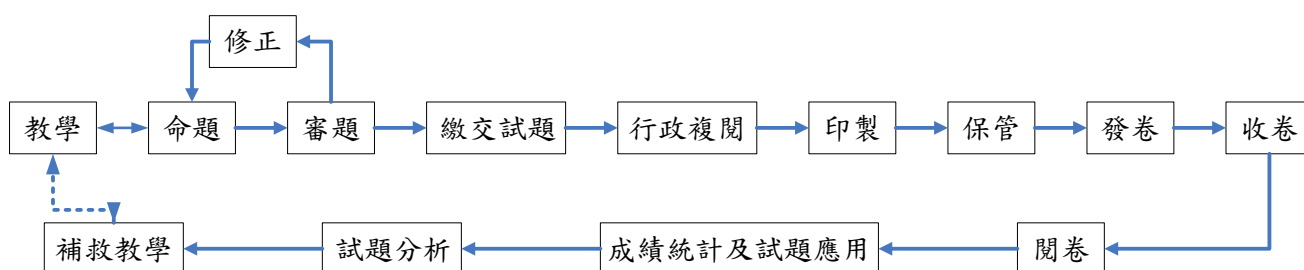 修正
教學
命題
審題
繳交試題
行政複閱
印製
保管
發卷
收卷
補救教學
試題分析
成績統計及試題應用
閱卷